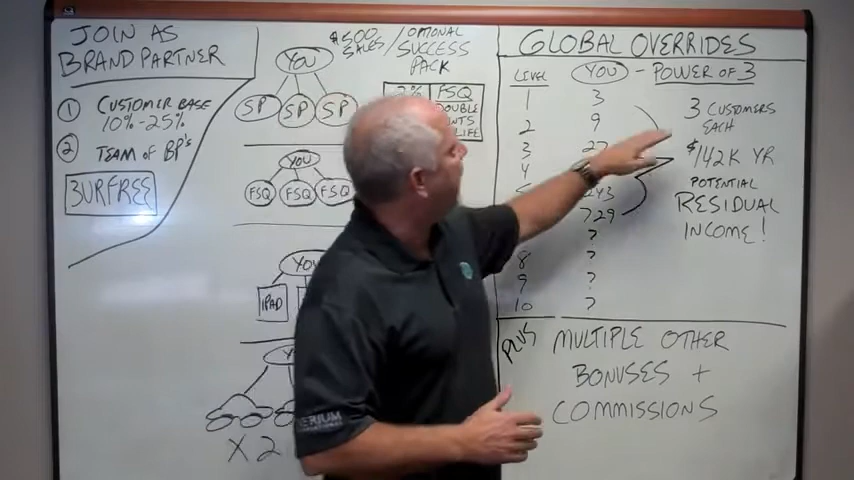 JOIN AS
BRAND PARTNER
① CUSTOMER BASE
10%-25%
② TEAM OF BP's
3URFREE
$500
SALES
OPTIONAL
SUCCESS
PACK
YOU
SP SP SP
FSQ
DOUBLE
LIFE
YOU
FSQ FSQ FSQ
YOU
IPAD
X 2
GLOBAL OVERRIDES
LEVEL YOU - POWER OF 3
1 3
2 9
3 27
4
243
729
?
8 ?
9 ?
10 ?
3 CUSTOMERS
EACH
$142K YR
POTENTIAL
RESIDUAL
INCOME!
PLUS MULTIPLE OTHER
BONUSES +
COMMISSIONS